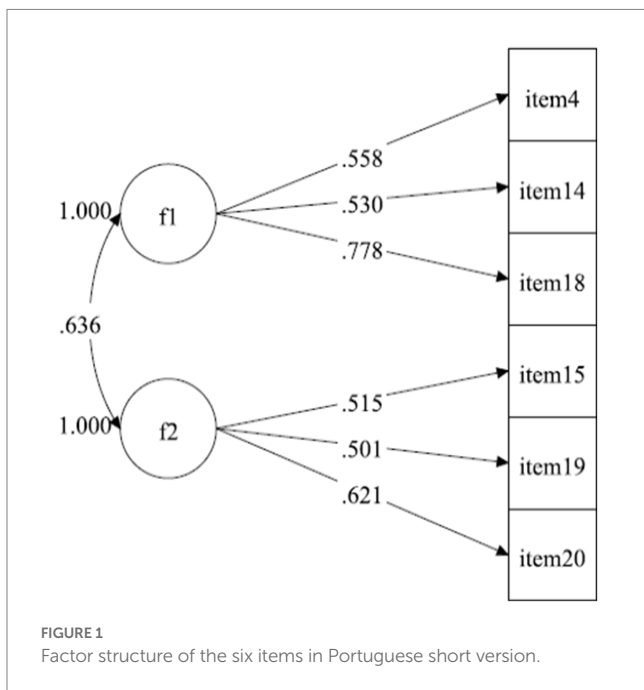 item4
.558
item14
1.000
f1
.530
.778
item18
.636
item15
.515
1.000
f2
.501
item19
.621
item20
FIGURE 1
Factor structure of the six items in Portuguese short version.